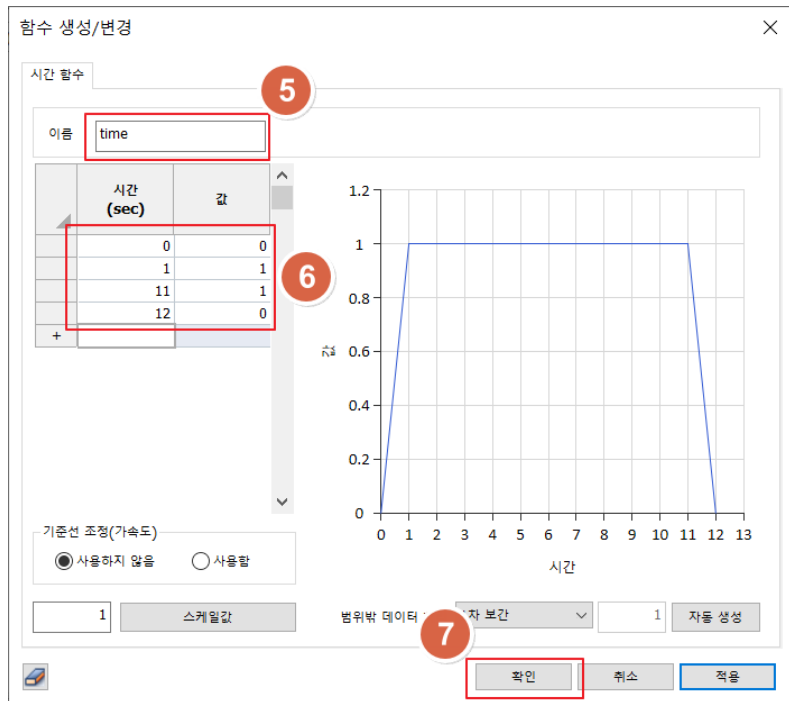 함수 생성/변경
시간 함수
5
이름
time
시간
(sec)
값
0 0
1 1
11 1
12 0
+
6
1.2
1
0.8
0.6
0.4
0.2
0
값
0 1 2 3 4 5 6 7 8 9 10 11 12 13
시간
기준선 조정(가속도)
사용하지 않음 사용함
1 스케일값
범위밖 데이터 보간 1 자동 생성
7
확인 취소 적용